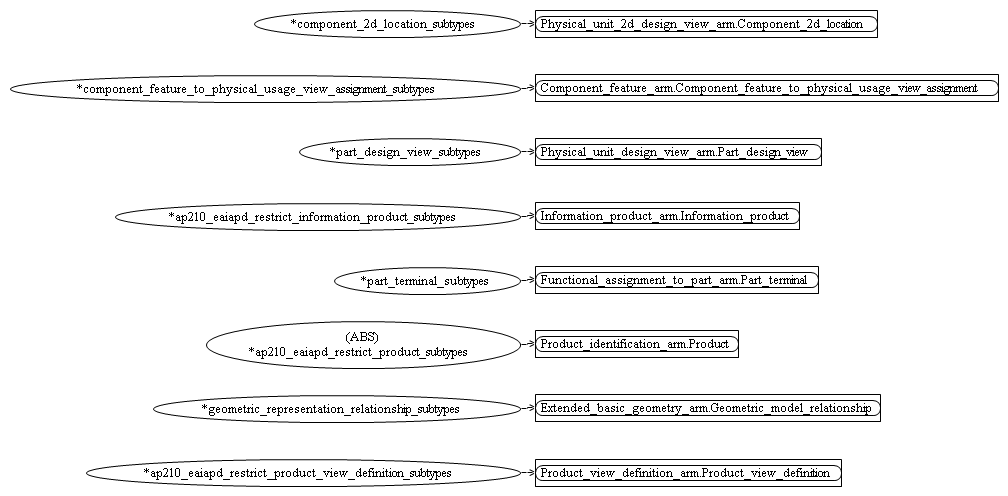 *component_2d_location_subtypes Physical_unit_2d_design_view_arm.Component_2d_location
*component_feature_to_physical_usage_view_assignment_subtypes Component_feature_arm.Component_feature_to_physical_usage_view_assignment
*part_design_view_subtypes Physical_unit_design_view_arm.Part_design_view
*ap210_eaiapd_restrict_information_product_subtypes Information_product_arm.Information_product
*part_terminal_subtypes Functional_assignment_to_part_arm.Part_terminal
(ABS)
*ap210_eaiapd_restrict_product_subtypes Product_identification_arm.Product
*geometric_representation_relationship_subtypes Extended_basic_geometry_arm.Geometric_model_relationship
*ap210_eaiapd_restrict_product_view_definition_subtypes Product_view_definition_arm.Product_view_definition